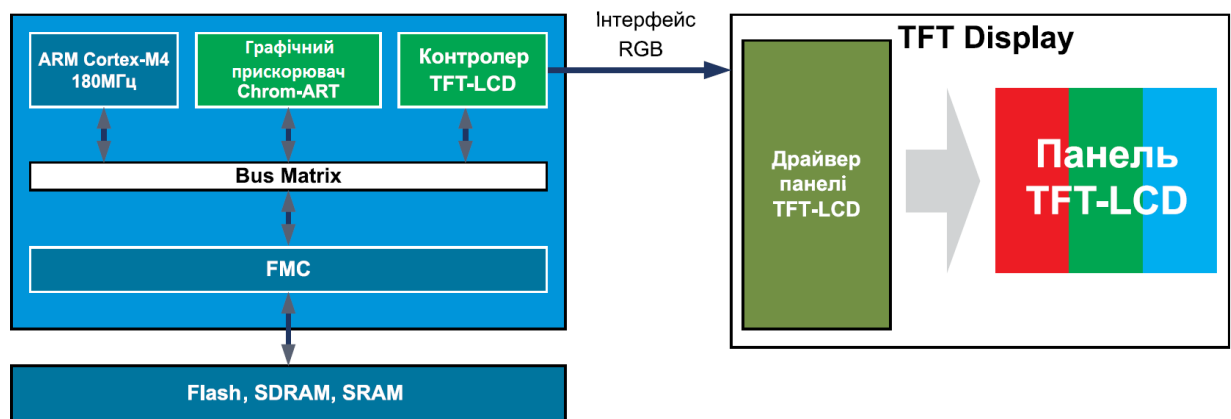 ARM Cortex-M4
180МГц
Графічний
прискорювач
Chrom-ART
Контролер
TFT-LCD
Bus Matrix
FMC
Flash, SDRAM, SRAM
Інтерфейс
RGB
TFT Display
Драйвер
панелі
TFT-LCD
Панель
TFT-LCD